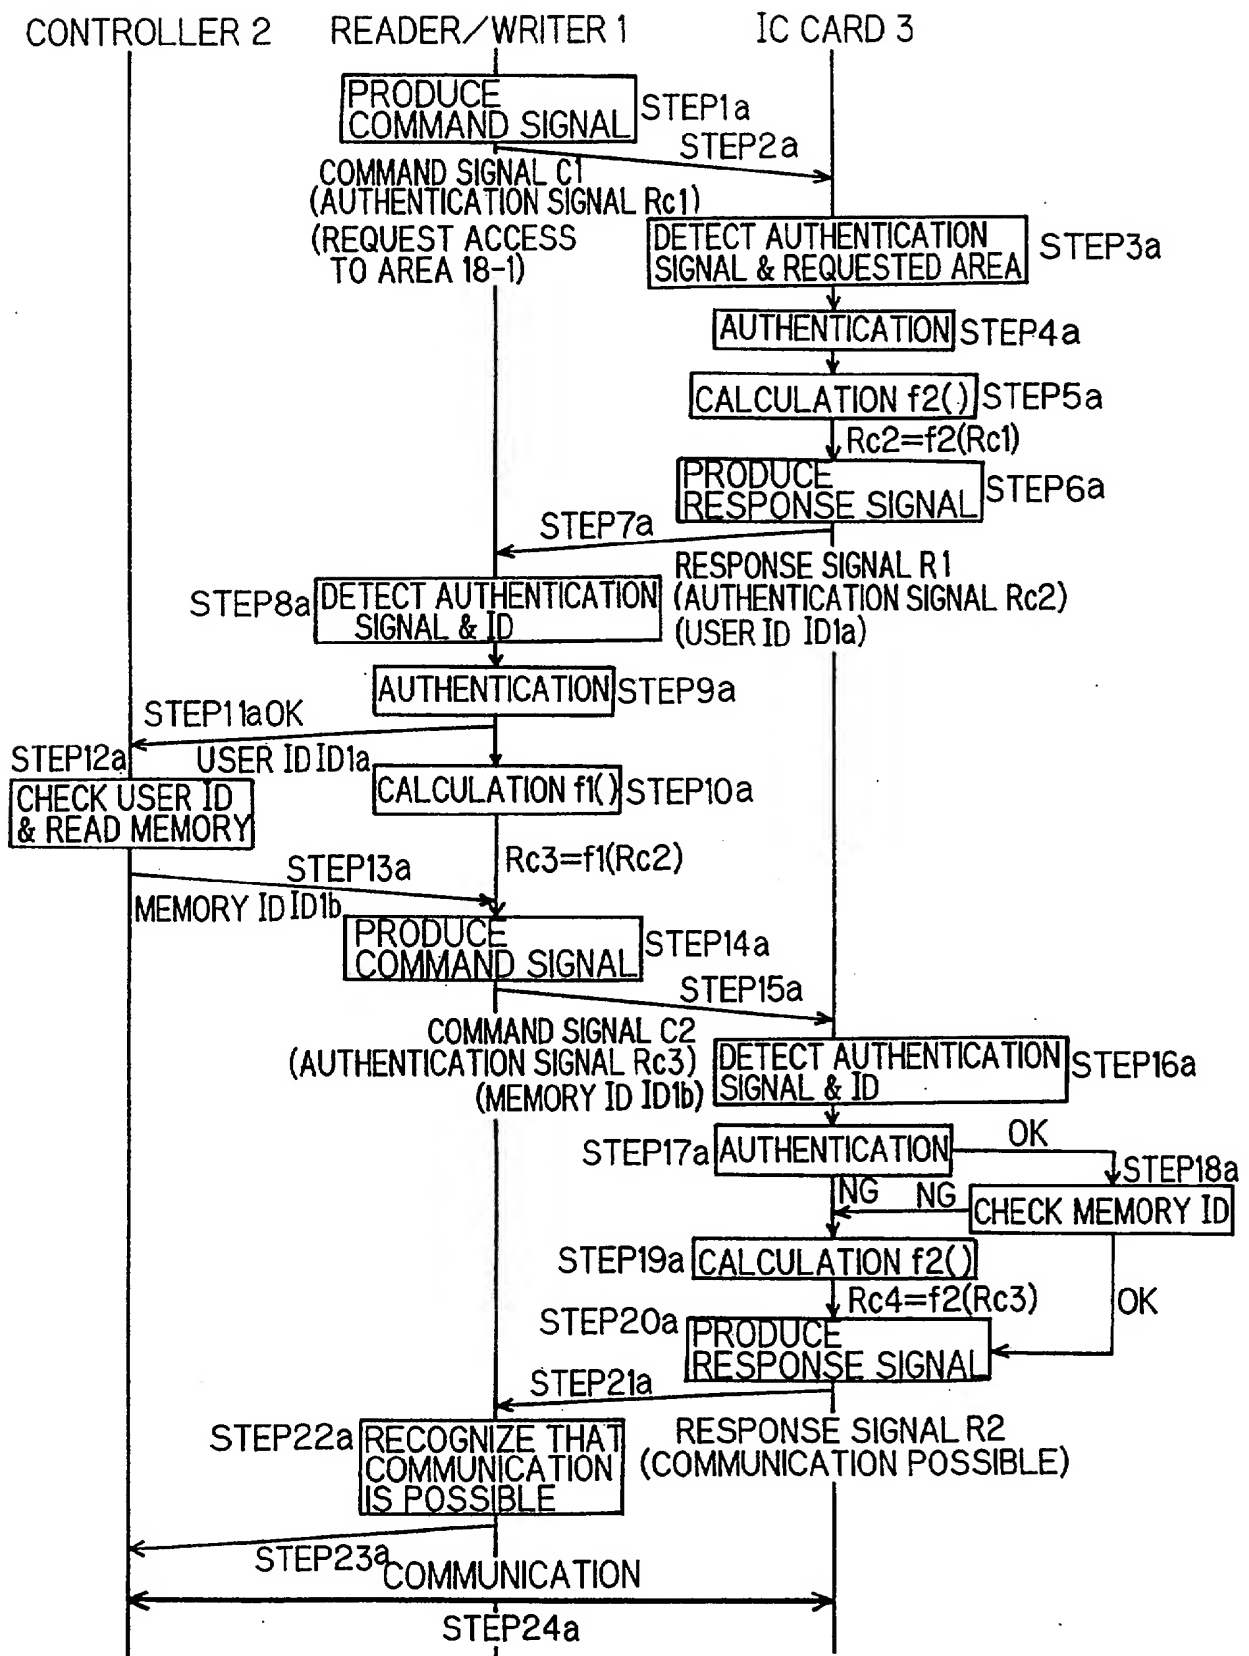 CONTROLLER 2
READER/WRITER 1
IC CARD 3
PRODUCE
COMMAND SIGNAL
STEP1a
STEP2a
COMMAND SIGNAL C1
(AUTHENTICATION SIGNAL Rc1)
(REQUEST ACCESS
TO AREA 18-1)
DETECT AUTHENTICATION
SIGNAL & REQUESTED AREA
STEP3a
AUTHENTICATION
STEP4a
CALCULATION f2()
STEP5a
Rc2=f2(Rc1)
PRODUCE
RESPONSE SIGNAL
STEP6a
STEP7a
RESPONSE SIGNAL R1
(AUTHENTICATION SIGNAL Rc2)
(USER ID ID1a)
STEP8a
DETECT AUTHENTICATION
SIGNAL & ID
AUTHENTICATION
STEP9a
STEP11a OK
USER ID ID1a
STEP12a
CHECK USER ID
& READ MEMORY
CALCULATION f1()
STEP10a
Rc3=f1(Rc2)
STEP13a
MEMORY ID ID1b
PRODUCE
COMMAND SIGNAL
STEP14a
STEP15a
COMMAND SIGNAL C2
(AUTHENTICATION SIGNAL Rc3)
(MEMORY ID ID1b)
DETECT AUTHENTICATION
SIGNAL & ID
STEP16a
STEP17a
AUTHENTICATION
OK
STEP18a
NG
NG
CHECK MEMORY ID
STEP19a
CALCULATION f2()
Rc4=f2(Rc3)
OK
STEP20a
PRODUCE
RESPONSE SIGNAL
STEP21a
RESPONSE SIGNAL R2
(COMMUNICATION POSSIBLE)
STEP22a
RECOGNIZE THAT
COMMUNICATION
IS POSSIBLE
STEP23a
COMMUNICATION
STEP24a